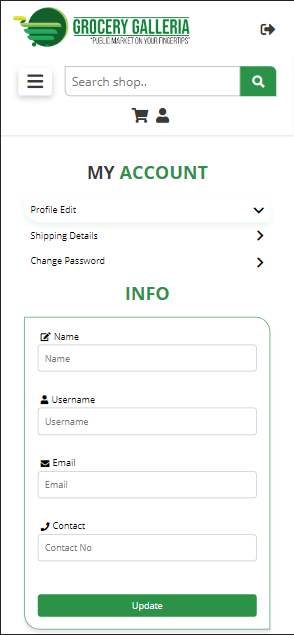 GROCERY GALLERIA
"PUBLIC MARKET ON YOUR FINGERTIPS"
Search shop..
MY ACCOUNT
Profile Edit
Shipping Details
Change Password
INFO
Name
Name
Username
Username
Email
Email
Contact
Contact No
Update